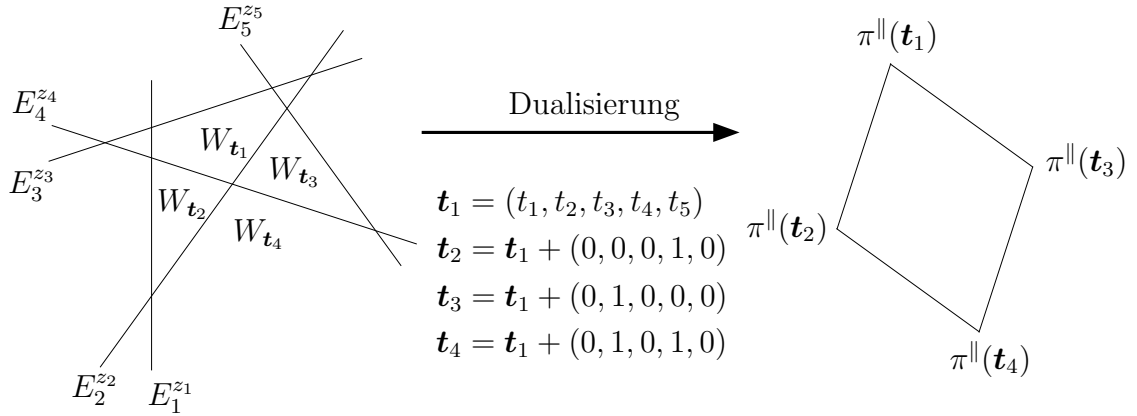 E_5^{z_5}
E_4^{z_4}
E_3^{z_3}
W_{t_1}
W_{t_3}
W_{t_2}
W_{t_4}
E_2^{z_2}
E_1^{z_1}
Dualisierung
t_1 = (t_1, t_2, t_3, t_4, t_5)
t_2 = t_1 + (0, 0, 0, 1, 0)
t_3 = t_1 + (0, 1, 0, 0, 0)
t_4 = t_1 + (0, 1, 0, 1, 0)
π^∥(t_1)
π^∥(t_3)
π^∥(t_2)
π^∥(t_4)